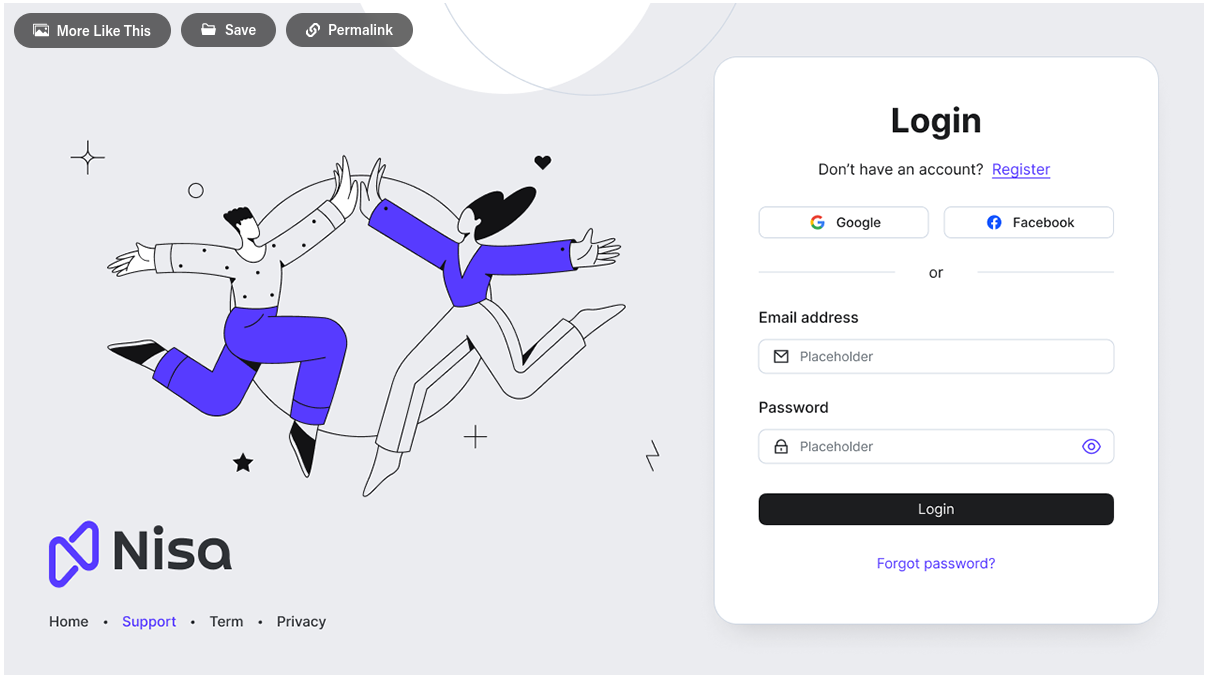 More Like This Save Permalink
Login
Don’t have an account? Register
Google Facebook
or
Email address
Placeholder
Password
Placeholder
Login
Forgot password?
Nisa
Home • Support • Term • Privacy